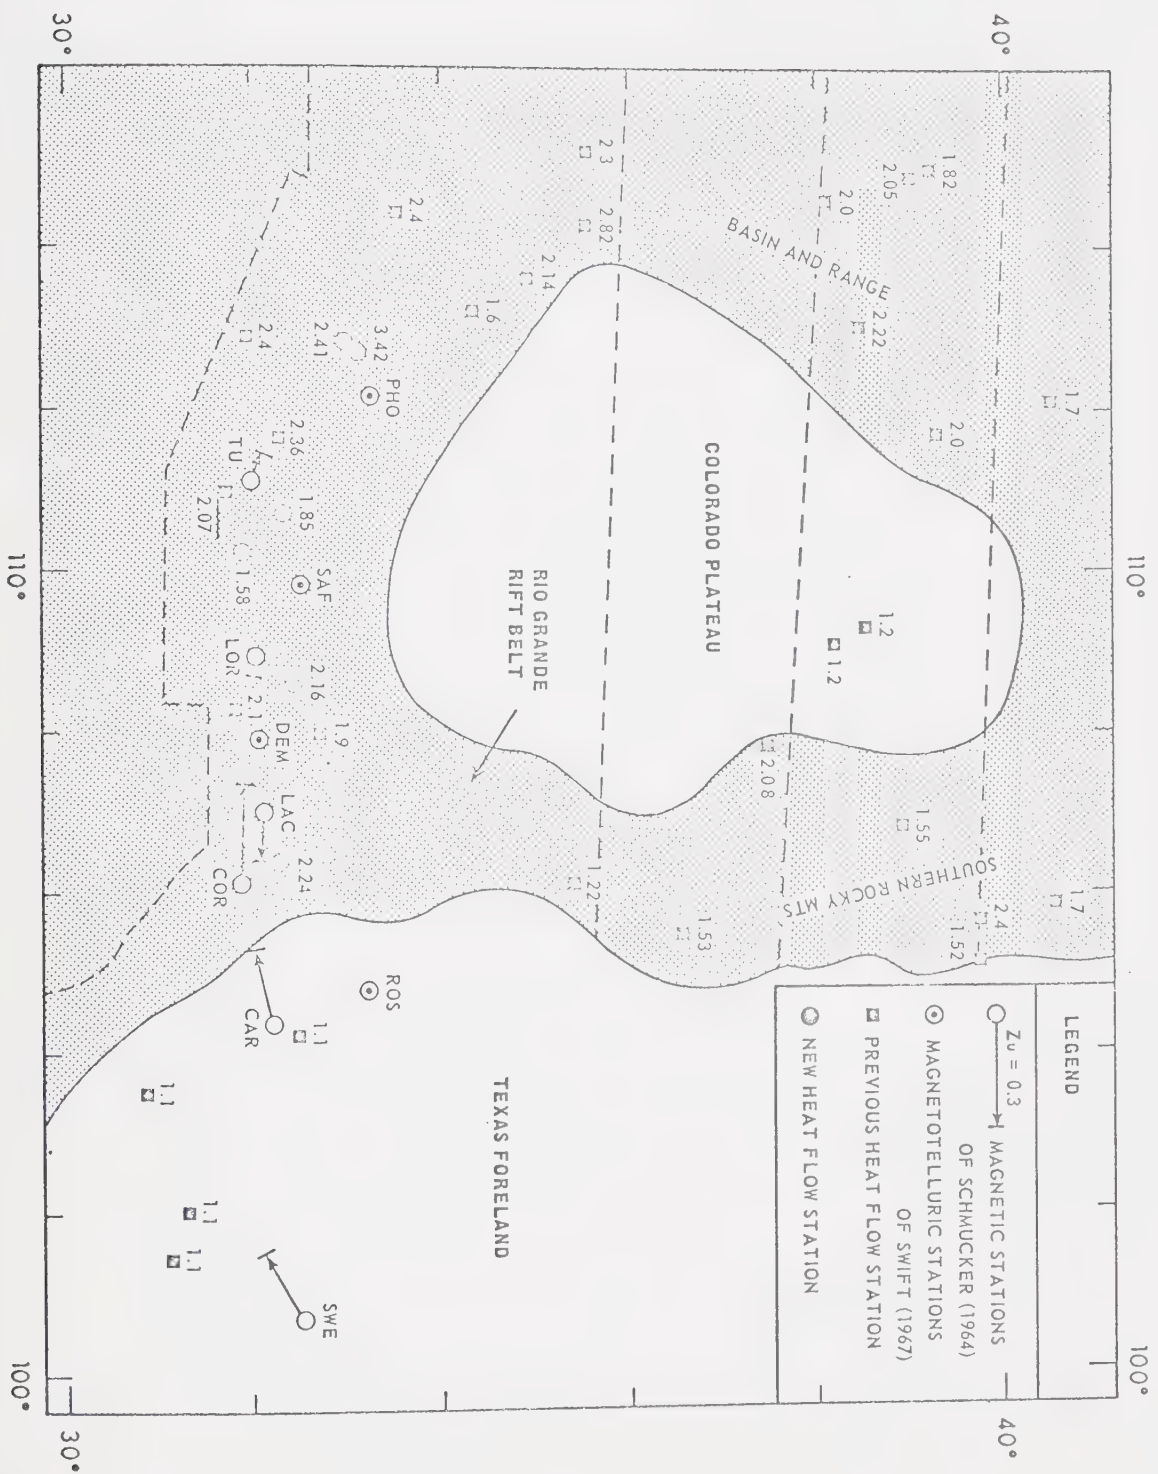 110°
100°
40°
40°
1.7
1.7
1.82
2.05
2.0
2.22
2.0
BASIN AND RANGE
1.2
1.2
1.55
SOUTHERN ROCKY MTS
2.4
1.52
2.08
1.53
2.3
2.82
2.14
2.4
1.6
COLORADO PLATEAU
RIO GRANDE
RIFT BELT
1.22
LEGEND
Zu = 0.3
MAGNETIC STATIONS
OF SCHMUCKER (1964)
MAGNETOTELLURIC STATIONS
OF SWIFT (1967)
PREVIOUS HEAT FLOW STATION
NEW HEAT FLOW STATION
TEXAS FORELAND
3.42
PHO
2.41
2.4
2.36
TU
1.85
2.07
SAF
1.58
LOR
2.16
2.1
1.9
DEM
LAC
2.24
COR
ROS
CAR
1.1
1.1
1.1
1.1
SWE
30°
30°
110°
100°